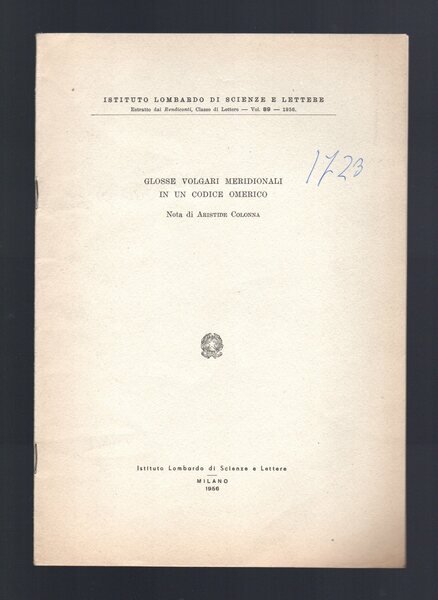 ISTITUTO LOMBARDO DI SCIENZE E LETTERE
Estratto dai Rendiconti, Classe di Lettere — Vol. 89 — 1956.
1723
GLOSSE VOLGARI MERIDIONALI
IN UN CODICE OMERICO
Nota di ARISTIDE COLONNA
Istituto Lombardo di Scienze e Lettere
MILANO
1956